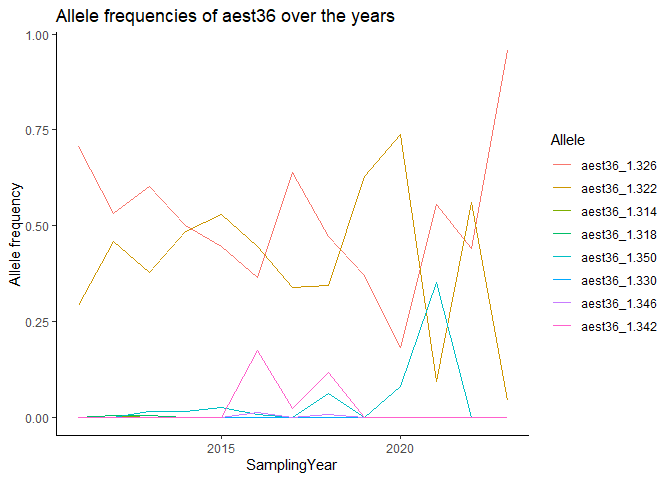 Allele frequencies of aest36 over the years
1.00
0.75
0.50
0.25
0.00
Allele frequency
2015
2020
SamplingYear
Allele
aest36_1.326
aest36_1.322
aest36_1.314
aest36_1.318
aest36_1.350
aest36_1.330
aest36_1.346
aest36_1.342